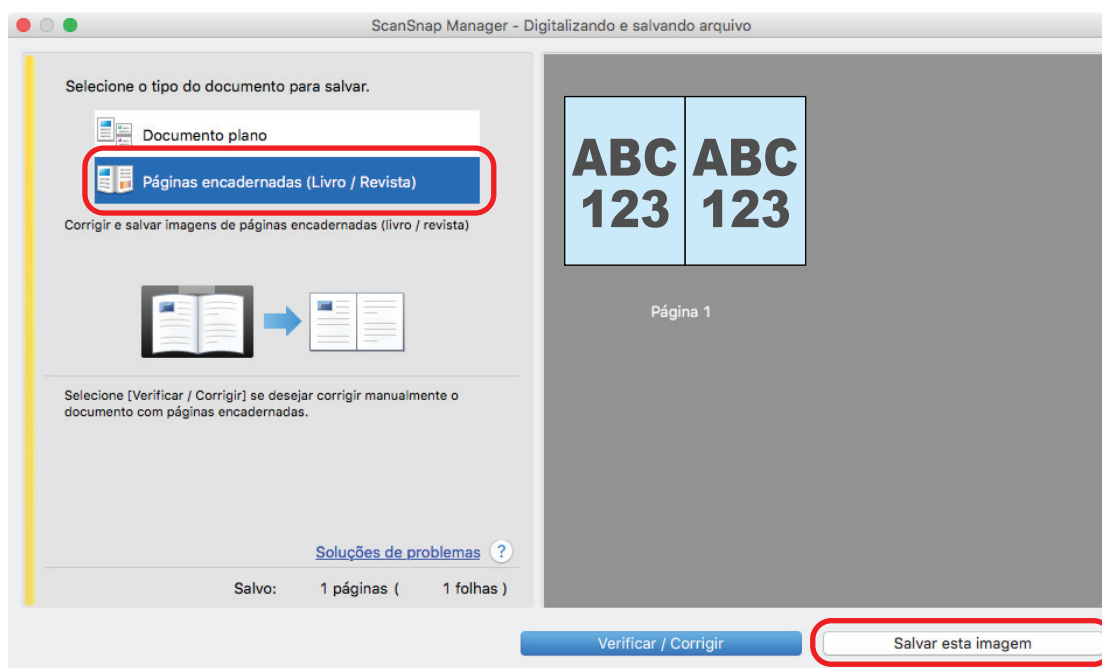 ScanSnap Manager - Digitalizando e salvando arquivo
Selecione o tipo do documento para salvar.
Documento plano
Páginas encadernadas (Livro / Revista)
Corrigir e salvar imagens de páginas encadernadas (livro / revista)
Selecione [Verificar / Corrigir] se desejar corrigir manualmente o
documento com páginas encadernadas.
Soluções de problemas ?
Salvo: 1 páginas ( 1 folhas )
ABC ABC
123 123
Página 1
Verificar / Corrigir
Salvar esta imagem